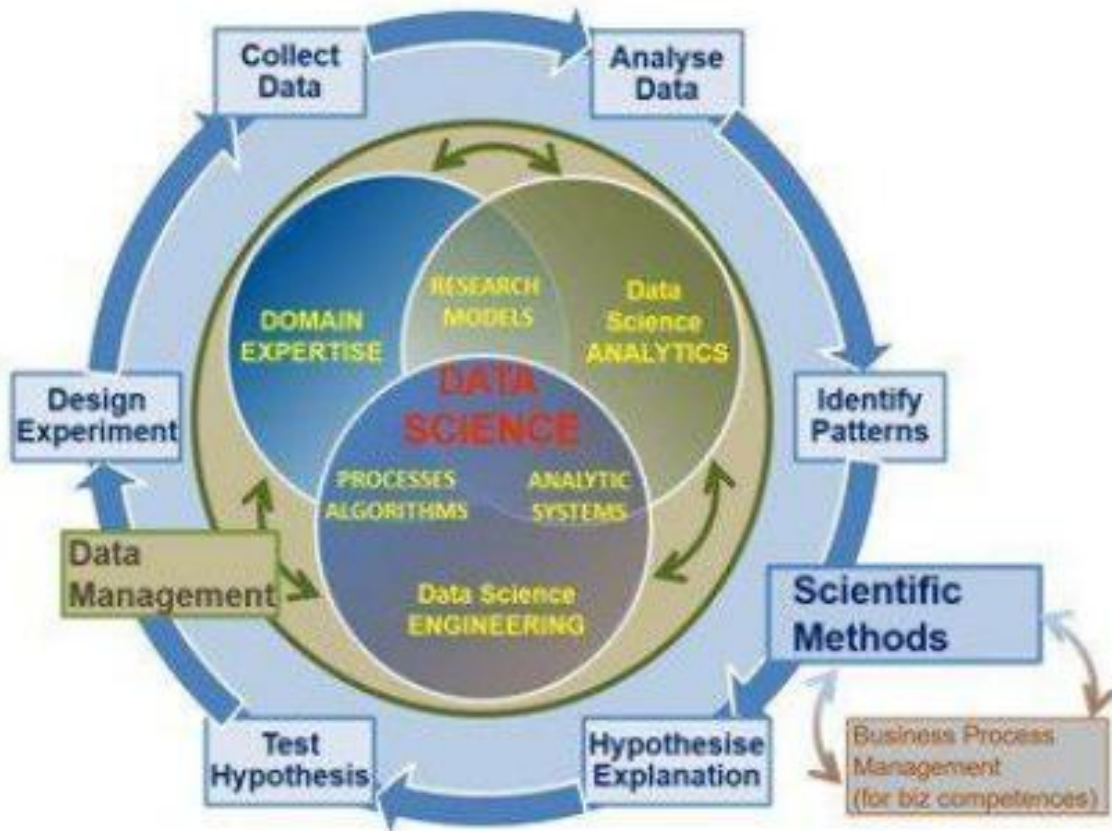 Collect
Data
Analyse
Data
RESEARCH
MODELS
Data
Science
ANALYTICS
DOMAIN
EXPERTISE
DATA
SCIENCE
Design
Experiment
Identify
Patterns
PROCESSES
ALGORITHMS
ANALYTIC
SYSTEMS
Data
Management
Data Science
ENGINEERING
Scientific
Methods
Test
Hypothesis
Hypothesise
Explanation
Business Process
Management
(for biz competences)